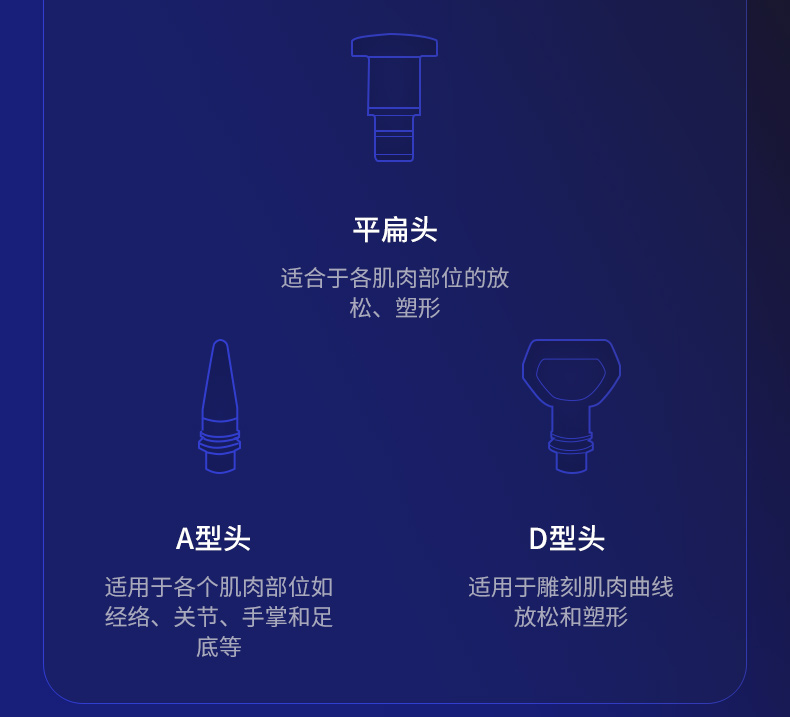 平扁头
适合于各肌肉部位的放
松、塑形
A型头
适用于各个肌肉部位如
经络、关节、手掌和足
底等
D型头
适用于雕刻肌肉曲线
放松和塑形